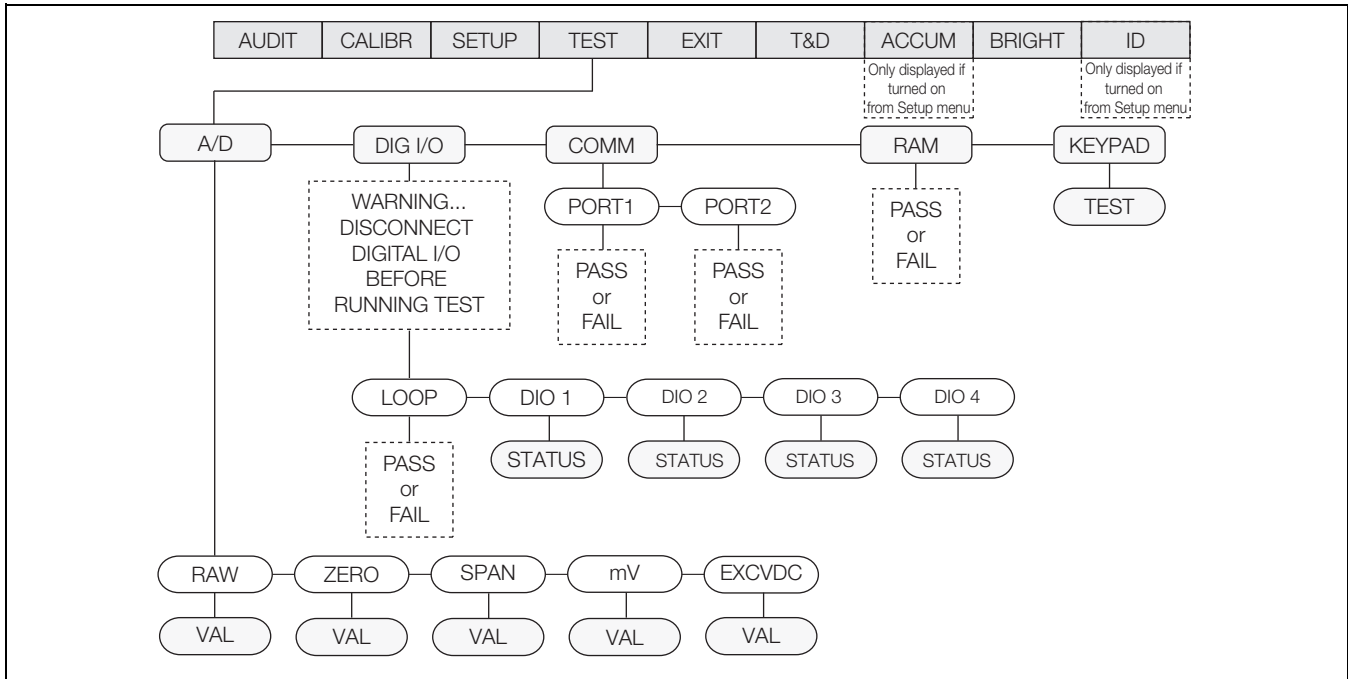 AUDIT CALIBR SETUP TEST EXIT T&D ACCUM BRIGHT ID
Only displayed if
turned on
from Setup menu
Only displayed if
turned on
from Setup menu
A/D DIG I/O COMM RAM KEYPAD
WARNING...
DISCONNECT
DIGITAL I/O
BEFORE
RUNNING TEST
PORT1 PORT2
PASS
or
FAIL
PASS
or
FAIL
PASS
or
FAIL
TEST
LOOP DIO 1 DIO 2 DIO 3 DIO 4
PASS
or
FAIL
STATUS STATUS STATUS STATUS
RAW ZERO SPAN mV EXCVDC
VAL VAL VAL VAL VAL